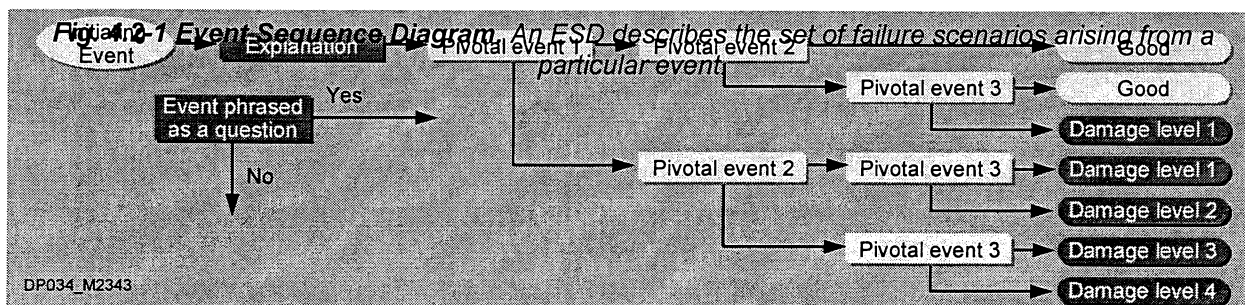 Fig. 4.2-1 Event Sequence Diagram. An ESD describes the set of failure scenarios arising from a
particular event.
Initiating
Event
Explanation
Pivotal event 1
Pivotal event 2
Good
Pivotal event 3
Good
Event phrased
as a question
Yes
No
Damage level 1
Pivotal event 2
Pivotal event 3
Damage level 1
Damage level 2
Pivotal event 3
Damage level 3
Damage level 4
DP034_M2343